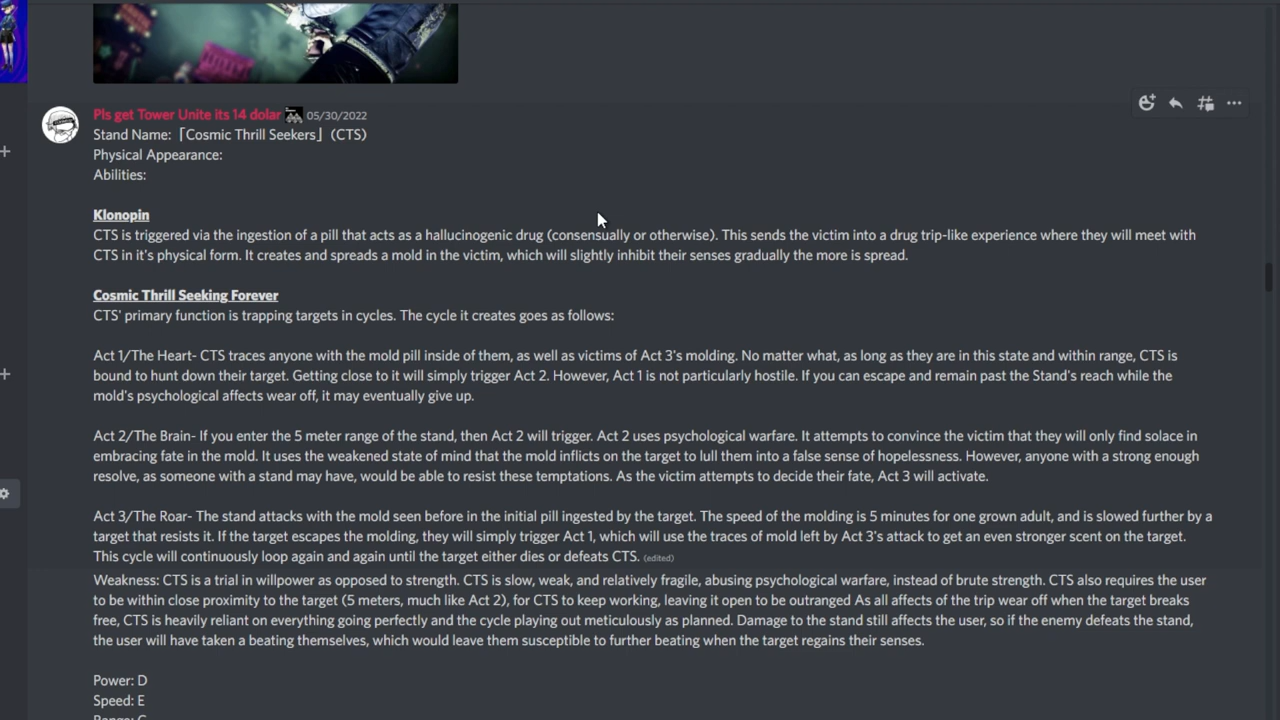 Pls get Tower Unite its 14 dolar 05/30/2022
Stand Name: 「Cosmic Thrill Seekers」 (CTS)
Physical Appearance:
Abilities:
Klonopin
CTS is triggered via the ingestion of a pill that acts as a hallucinogenic drug (consensually or otherwise). This sends the victim into a drug trip-like experience where they will meet with
CTS in it's physical form. It creates and spreads a mold in the victim, which will slightly inhibit their senses gradually the more is spread.
Cosmic Thrill Seeking Forever
CTS' primary function is trapping targets in cycles. The cycle it creates goes as follows:
Act 1/The Heart- CTS traces anyone with the mold pill inside of them, as well as victims of Act 3's molding. No matter what, as long as they are in this state and within range, CTS is
bound to hunt down their target. Getting close to it will simply trigger Act 2. However, Act 1 is not particularly hostile. If you can escape and remain past the Stand's reach while the
mold's psychological affects wear off, it may eventually give up.
Act 2/The Brain- If you enter the 5 meter range of the stand, then Act 2 will trigger. Act 2 uses psychological warfare. It attempts to convince the victim that they will only find solace in
embracing fate in the mold. It uses the weakened state of mind that the mold inflicts on the target to lull them into a false sense of hopelessness. However, anyone with a strong enough
resolve, as someone with a stand may have, would be able to resist these temptations. As the victim attempts to decide their fate, Act 3 will activate.
Act 3/The Roar- The stand attacks with the mold seen before in the initial pill ingested by the target. The speed of the molding is 5 minutes for one grown adult, and is slowed further by a
target that resists it. If the target escapes the molding, they will simply trigger Act 1, which will use the traces of mold left by Act 3's attack to get an even stronger scent on the target.
This cycle will continuously loop again and again until the target either dies or defeats CTS. (edited)
Weakness: CTS is a trial in willpower as opposed to strength. CTS is slow, weak, and relatively fragile, abusing psychological warfare, instead of brute strength. CTS also requires the user
to be within close proximity to the target (5 meters, much like Act 2), for CTS to keep working, leaving it open to be outranged As all affects of the trip wear off when the target breaks
free, CTS is heavily reliant on everything going perfectly and the cycle playing out meticulously as planned. Damage to the stand still affects the user, so if the enemy defeats the stand,
the user will have taken a beating themselves, which would leave them susceptible to further beating when the target regains their senses.
Power: D
Speed: E